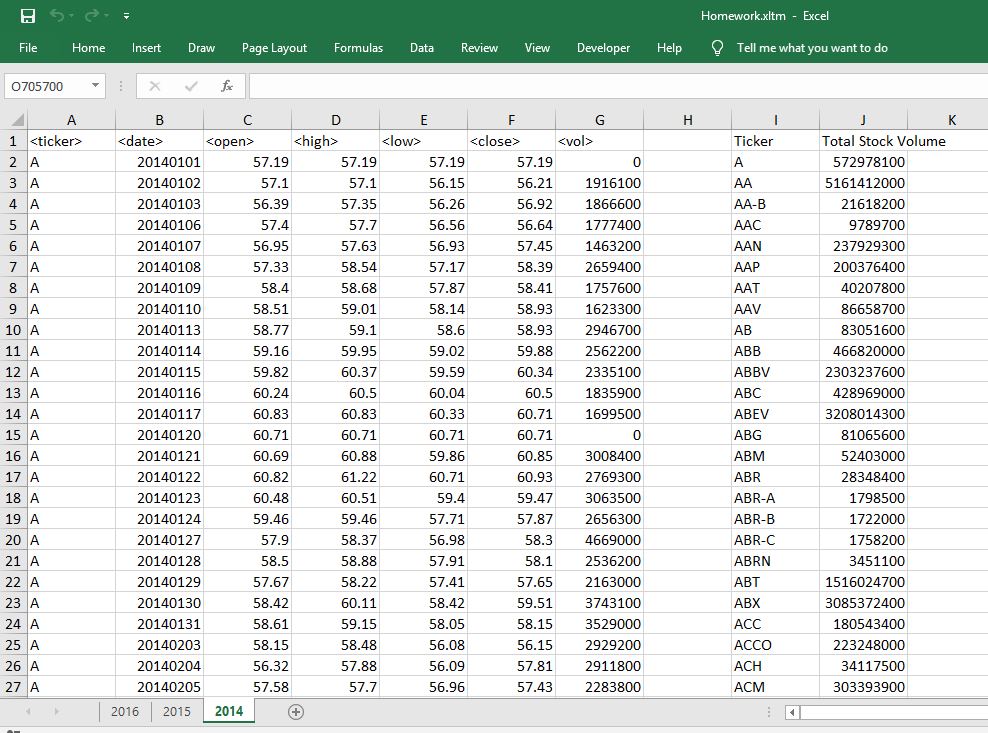 Homework.xltm - Excel
File Home Insert Draw Page Layout Formulas Data Review View Developer Help Tell me what you want to do
O705700 fx
A B C D E F G H I J K
1 <ticker> <date> <open> <high> <low> <close> <vol> Ticker Total Stock Volume
2 A 20140101 57.19 57.19 57.19 57.19 0 A 572978100
3 A 20140102 57.1 57.1 56.15 56.21 1916100 AA 5161412000
4 A 20140103 56.39 57.35 56.26 56.92 1866600 AA-B 21618200
5 A 20140106 57.4 57.7 56.56 56.64 1777400 AAC 9789700
6 A 20140107 56.95 57.63 56.93 57.45 1463200 AAN 237929300
7 A 20140108 57.33 58.54 57.17 58.39 2659400 AAP 200376400
8 A 20140109 58.4 58.68 57.87 58.41 1757600 AAT 40207800
9 A 20140110 58.51 59.01 58.14 58.93 1623300 AAV 86658700
10 A 20140113 58.77 59.1 58.6 58.93 2946700 AB 83051600
11 A 20140114 59.16 59.95 59.02 59.88 2562200 ABB 466820000
12 A 20140115 59.82 60.37 59.59 60.34 2335100 ABBV 2303237600
13 A 20140116 60.24 60.5 60.04 60.5 1835900 ABC 428969000
14 A 20140117 60.83 60.83 60.33 60.71 1699500 ABEV 3208014300
15 A 20140120 60.71 60.71 60.71 60.71 0 ABG 81065600
16 A 20140121 60.69 60.88 59.86 60.85 3008400 ABM 52403000
17 A 20140122 60.82 61.22 60.71 60.93 2769300 ABR 28348400
18 A 20140123 60.48 60.51 59.4 59.47 3063500 ABR-A 1798500
19 A 20140124 59.46 59.46 57.71 57.87 2656300 ABR-B 1722000
20 A 20140127 57.9 58.37 56.98 58.3 4669000 ABR-C 1758200
21 A 20140128 58.5 58.88 57.91 58.1 2536200 ABRN 3451100
22 A 20140129 57.67 58.22 57.41 57.65 2163000 ABT 1516024700
23 A 20140130 58.42 60.11 58.42 59.51 3743100 ABX 3085372400
24 A 20140131 58.61 59.15 58.05 58.15 3529000 ACC 180543400
25 A 20140203 58.15 58.48 56.08 56.15 2929200 ACCO 223248000
26 A 20140204 56.32 57.88 56.09 57.81 2911800 ACH 34117500
27 A 20140205 57.58 57.7 56.96 57.43 2283800 ACM 303393900
2016 2015 2014